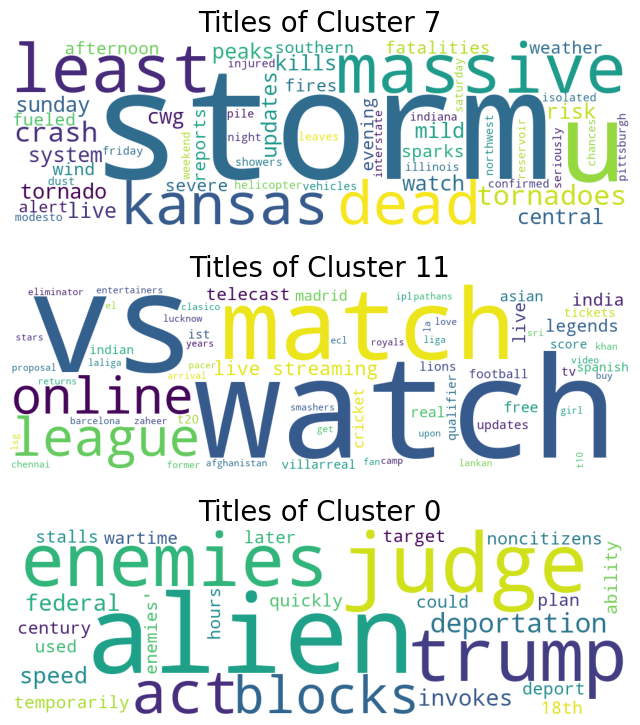 Titles of Cluster 7
afternoon peaks southern fatalities weather
least injured kills massive
storm
sunday cwg pile updates fires evening interstate saturday isolated risk
fueled
crash friday night reports leaves indiana mild northwest reservoir seriously chances pittsburgh
system weekend showers sparks illinois
wind
dust severe helicopter vehicles watch confirmed tornadoes
tornado
alert live kansas dead central
modesto
u
Titles of Cluster 11
eliminator entertainers telecast madrid iplpathans asian india
el clasico tickets
vs match live legends
stars lucknow ist royals la love score khan
years ecl liga sri
proposal indian laliga pacer live streaming lions football tv video spanish
returns arrival buy
online watch
barcelona zaheer t20 smashers cricket real qualifier free girl
league get updates upon
lsg
chennai former afghanistan villarreal fan camp lankan t10
Titles of Cluster 0
stalls wartime later target noncitizens
enemies judge ability
federal enemies' hours quickly could plan
century alien deportation
used
speed trump
act blocks invokes deport
temporarily 18th